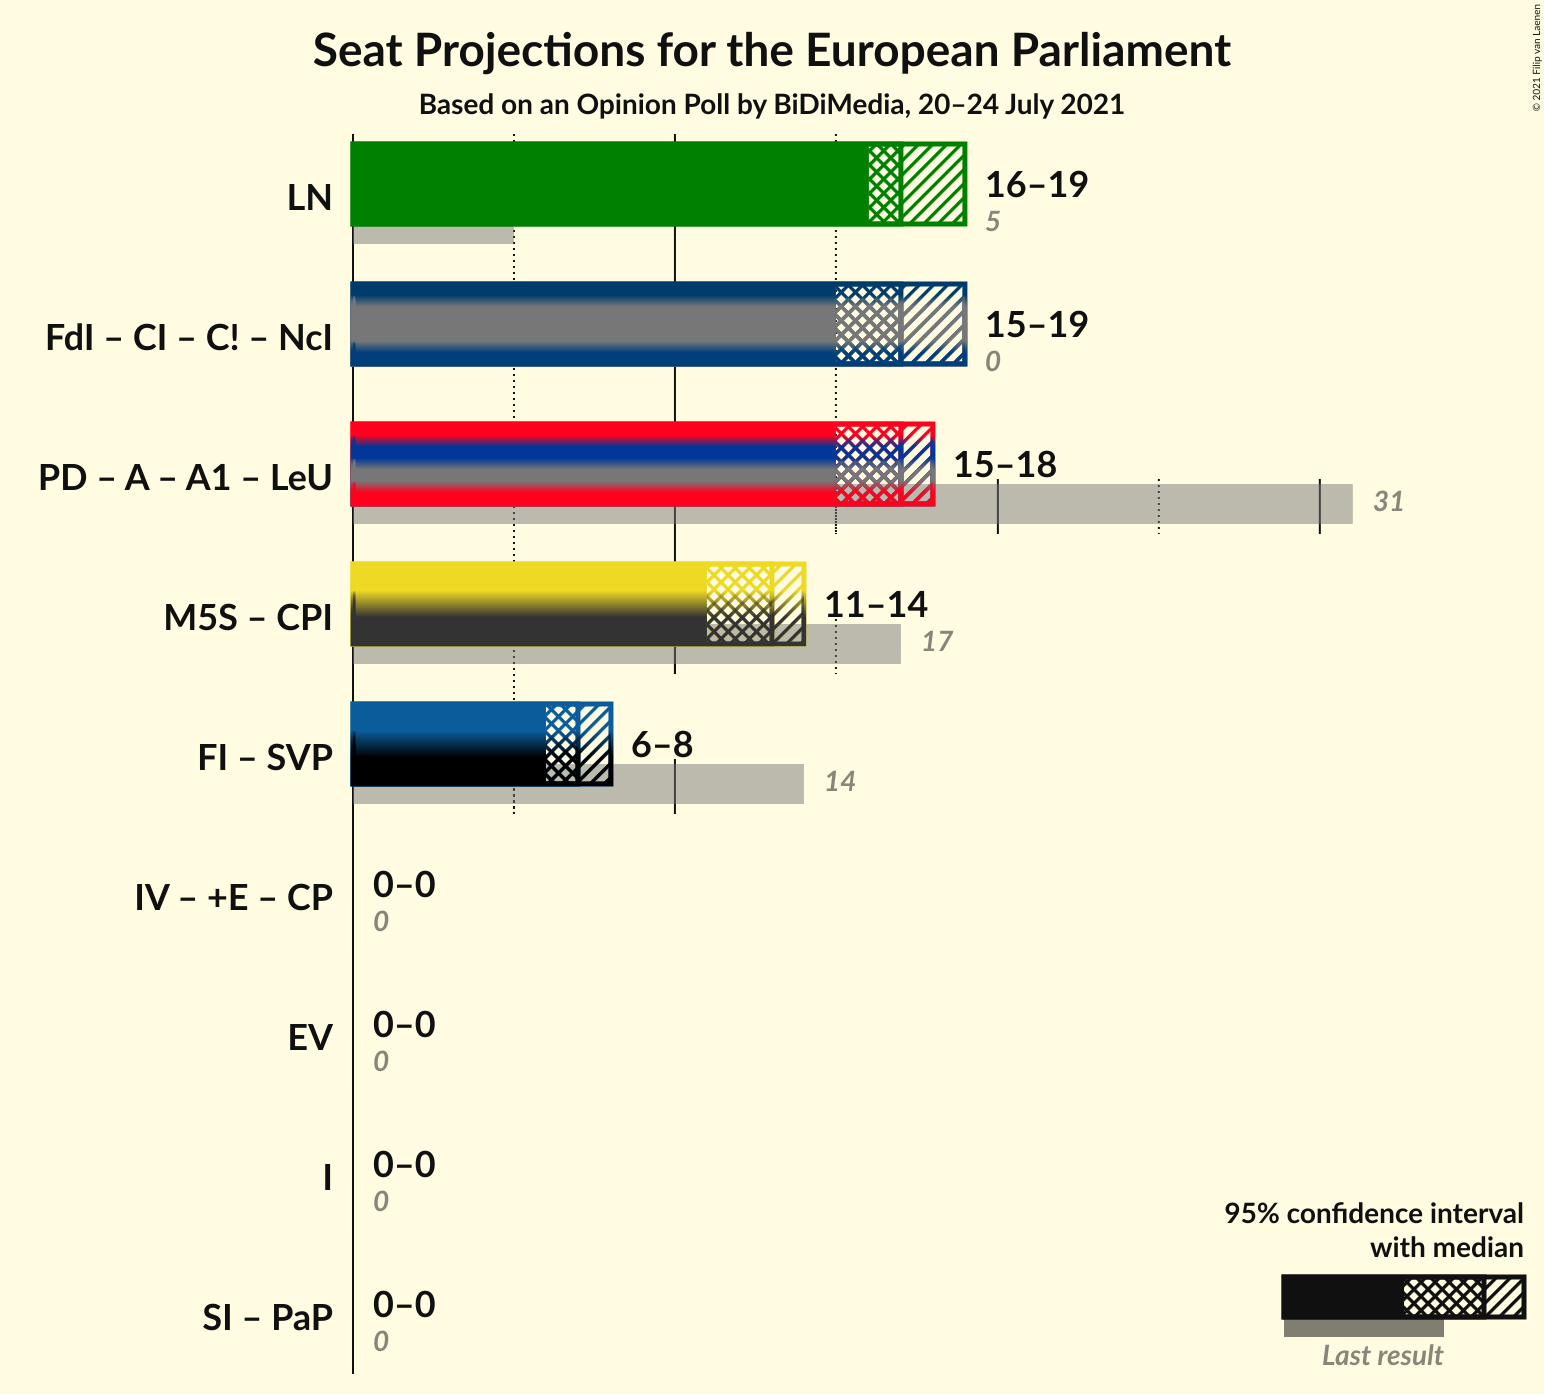 Seat Projections for the European Parliament
Based on an Opinion Poll by BiDiMedia, 20–24 July 2021
© 2021 Filip van Laenen
LN
16–19
5
FdI – CI – C! – NcI
15–19
0
PD – A – A1 – LeU
15–18
31
M5S – CPI
11–14
17
FI – SVP
6–8
14
IV – +E – CP
0–0
0
EV
0–0
0
I
0–0
0
SI – PaP
0–0
0
95% confidence interval
with median
Last result